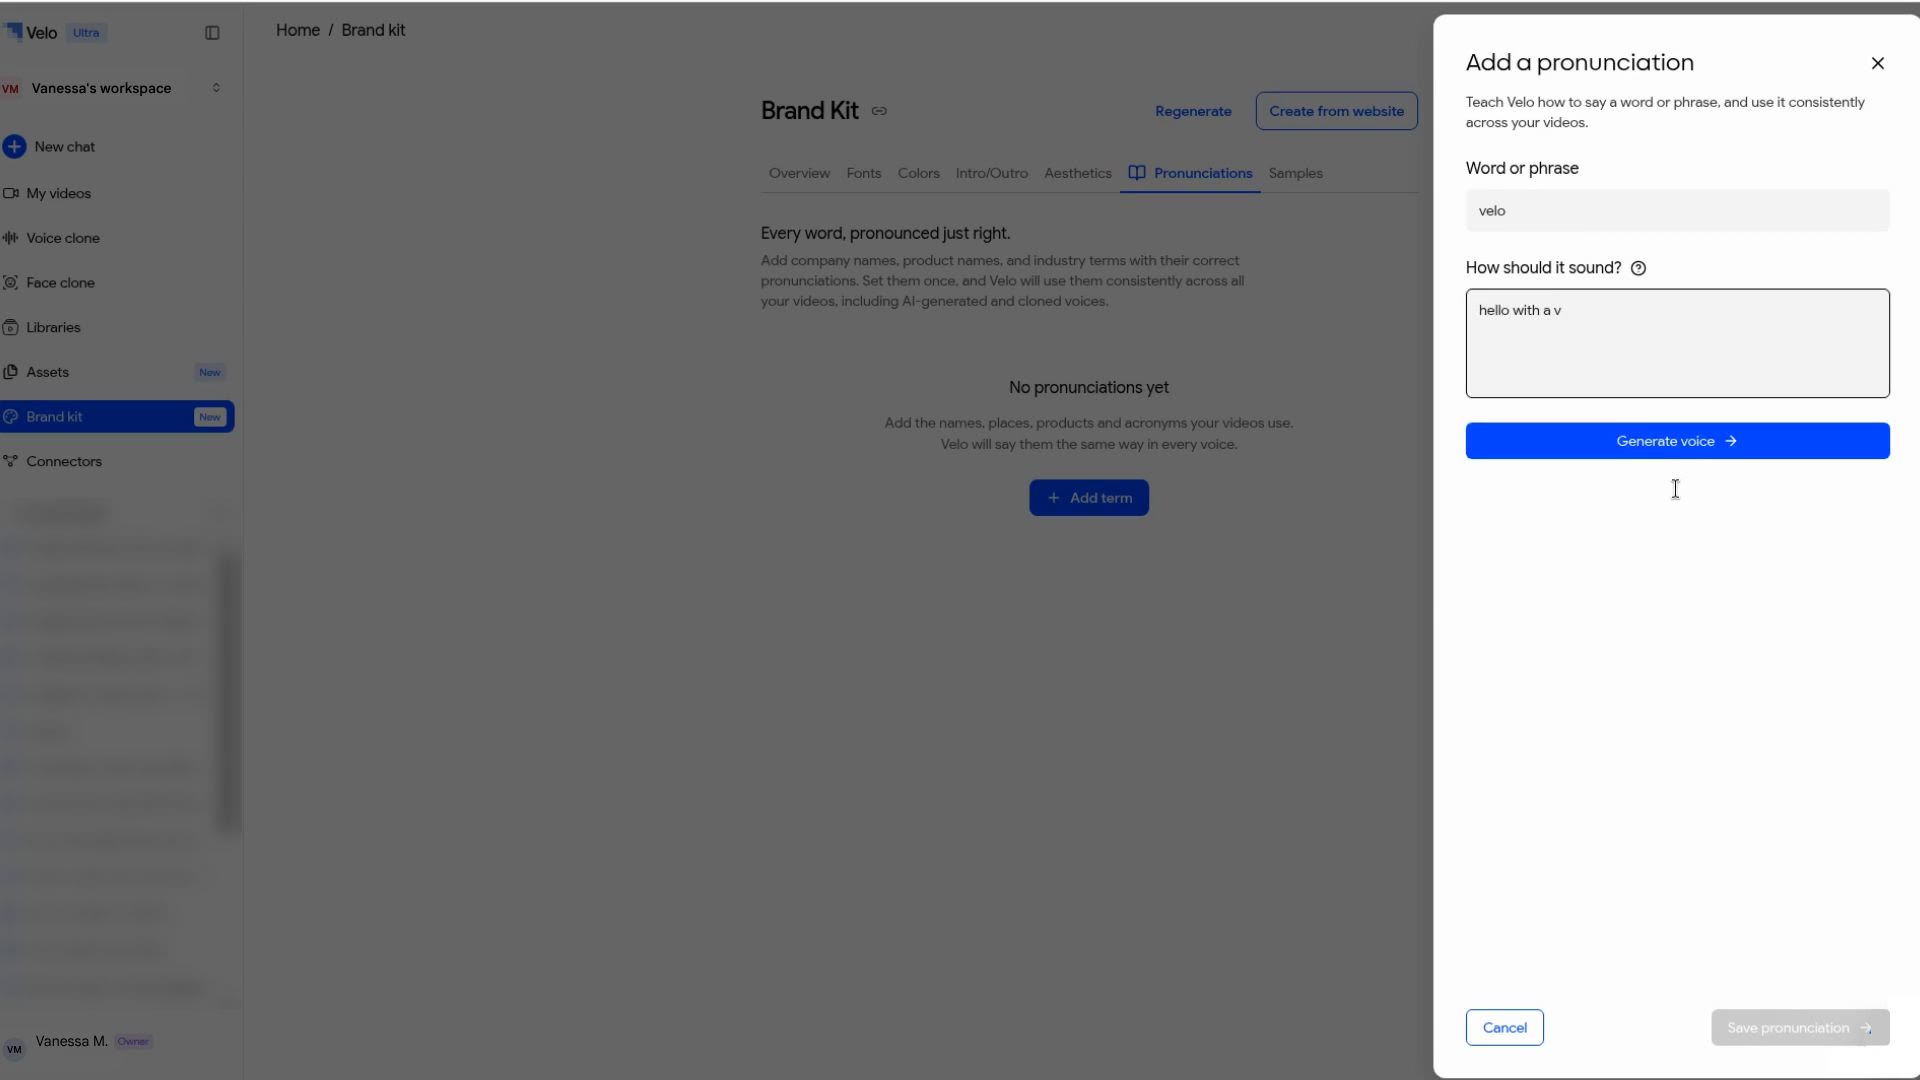 Velo Ultra
VM Vanessa's workspace
New chat
My videos
Voice clone
Face clone
Libraries
Assets New
Brand kit New
Connectors
VM Vanessa M. Owner
Home / Brand kit
Brand Kit
Regenerate
Create from website
Overview Fonts Colors Intro/Outro Aesthetics Pronunciations Samples
Every word, pronounced just right.
Add company names, product names, and industry terms with their correct
pronunciations. Set them once, and Velo will use them consistently across all
your videos, including AI-generated and cloned voices.
No pronunciations yet
Add the names, places, products and acronyms your videos use.
Velo will say them the same way in every voice.
+ Add term
Add a pronunciation
Teach Velo how to say a word or phrase, and use it consistently
across your videos.
Word or phrase
velo
How should it sound?
hello with a v
Generate voice →
Cancel
Save pronunciation →